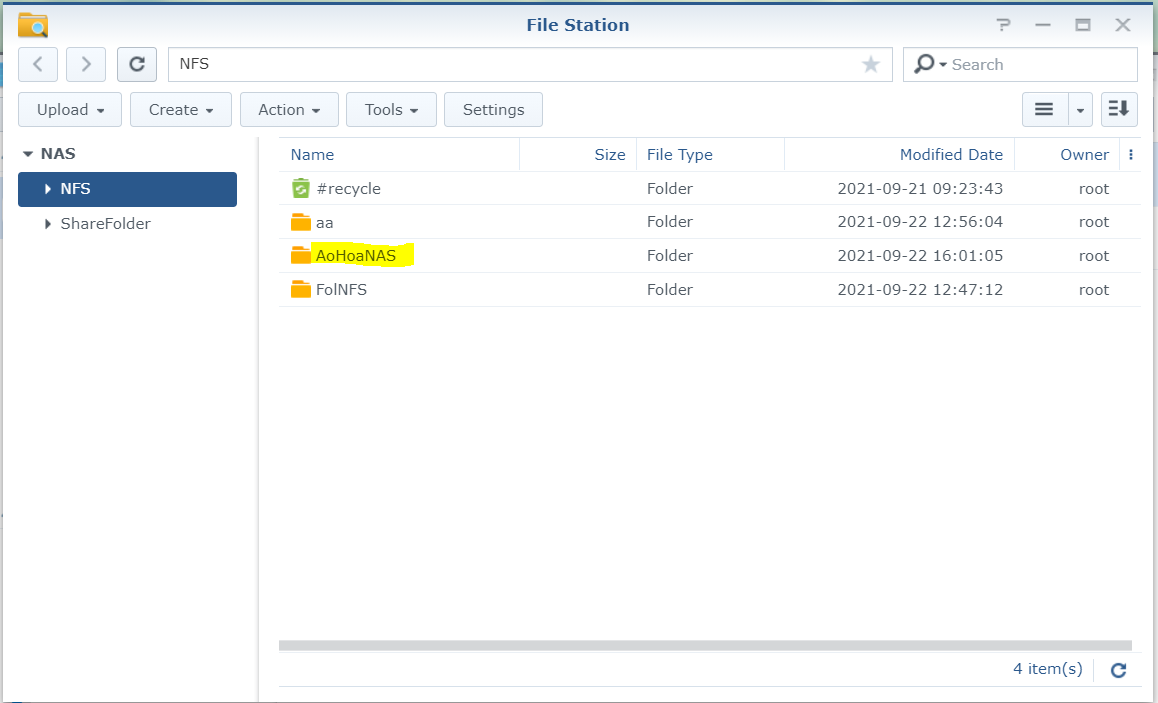 File Station
NFS
Search
Upload Create Action Tools Settings
NAS
NFS
ShareFolder
Name Size File Type Modified Date Owner
#recycle Folder 2021-09-21 09:23:43 root
aa Folder 2021-09-22 12:56:04 root
AoHoaNAS Folder 2021-09-22 16:01:05 root
FolNFS Folder 2021-09-22 12:47:12 root
4 item(s)